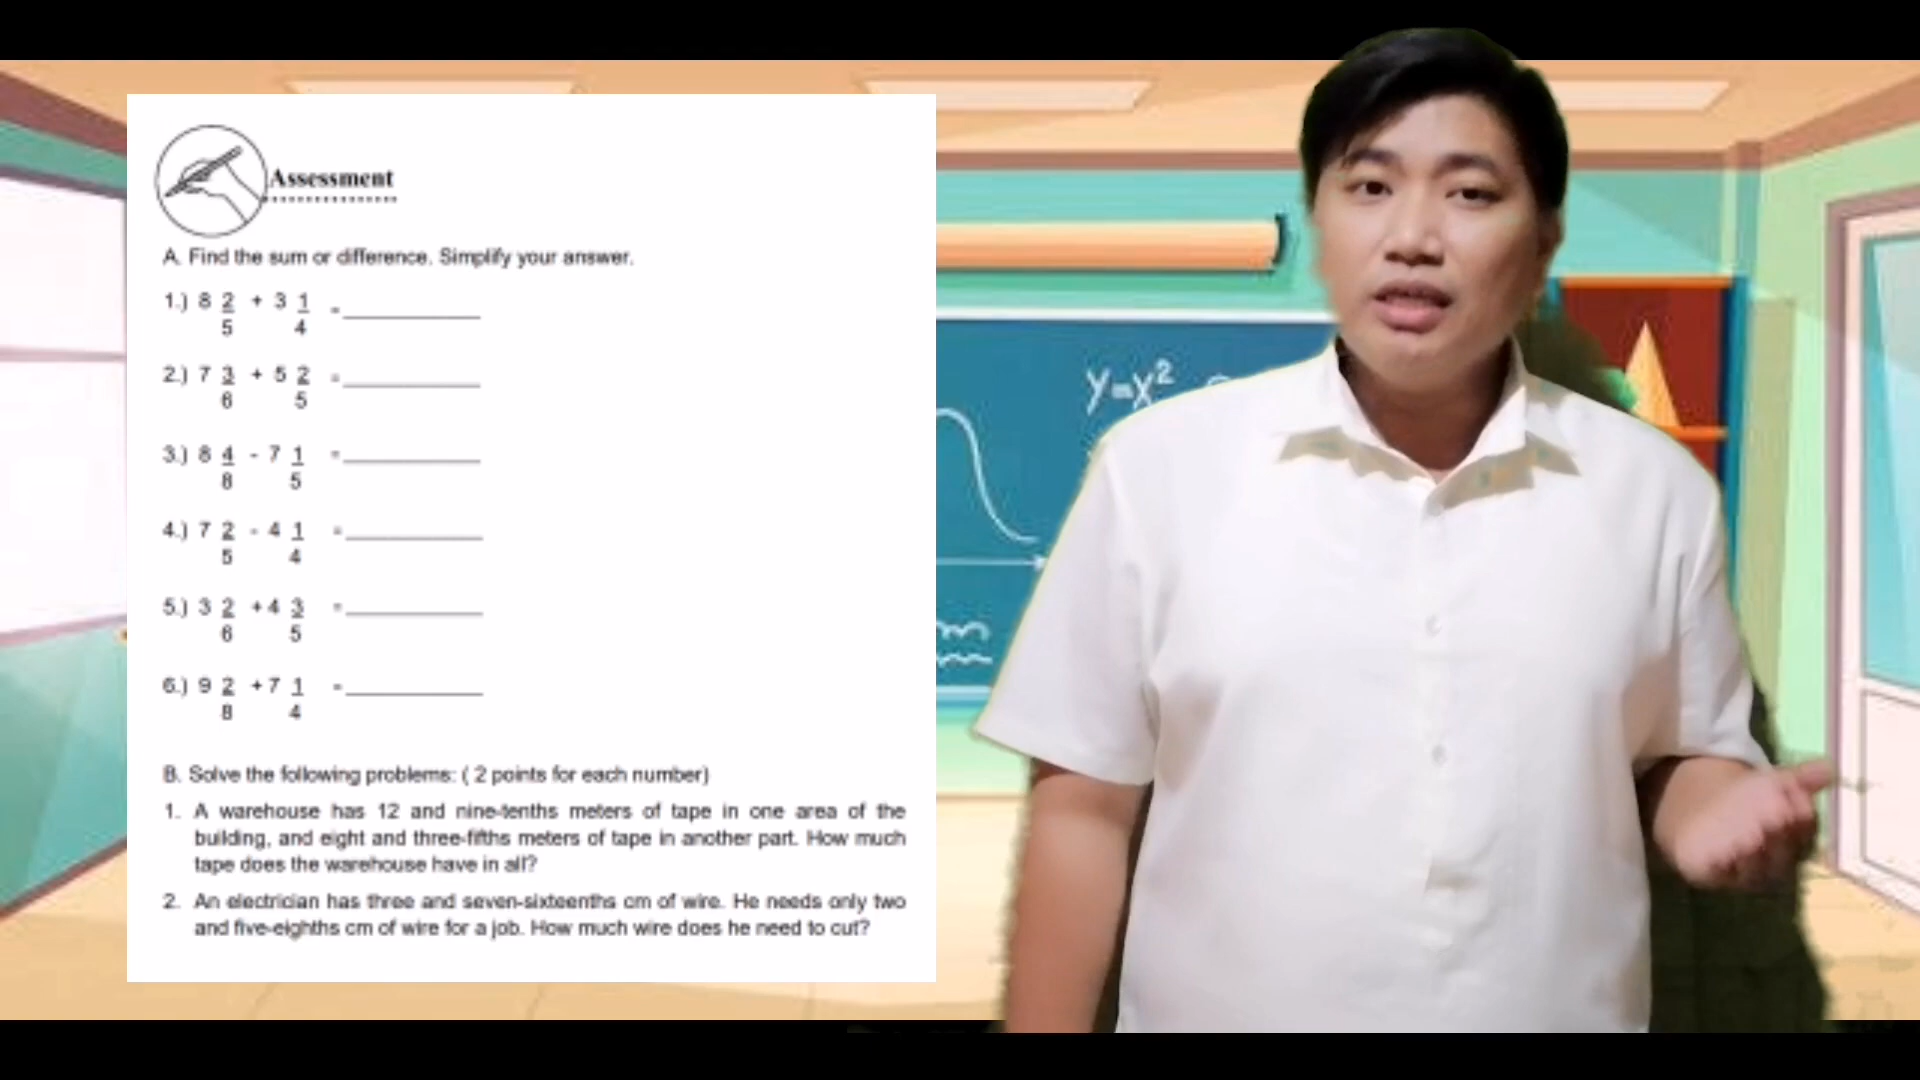 Assessment
A. Find the sum or difference. Simplify your answer.
1.) 8 2/5 + 3 1/4 = __________
2.) 7 3/6 + 5 2/5 = __________
3.) 8 4/8 - 7 1/5 = __________
4.) 7 2/5 - 4 1/4 = __________
5.) 3 2/6 +4 3/5 = __________
6.) 9 2/8 +7 1/4 = __________
B. Solve the following problems: ( 2 points for each number)
1. A warehouse has 12 and nine-tenths meters of tape in one area of the
building, and eight and three-fifths meters of tape in another part. How much
tape does the warehouse have in all?
2. An electrician has three and seven-sixteenths cm of wire. He needs only two
and five-eighths cm of wire for a job. How much wire does he need to cut?
y=x²